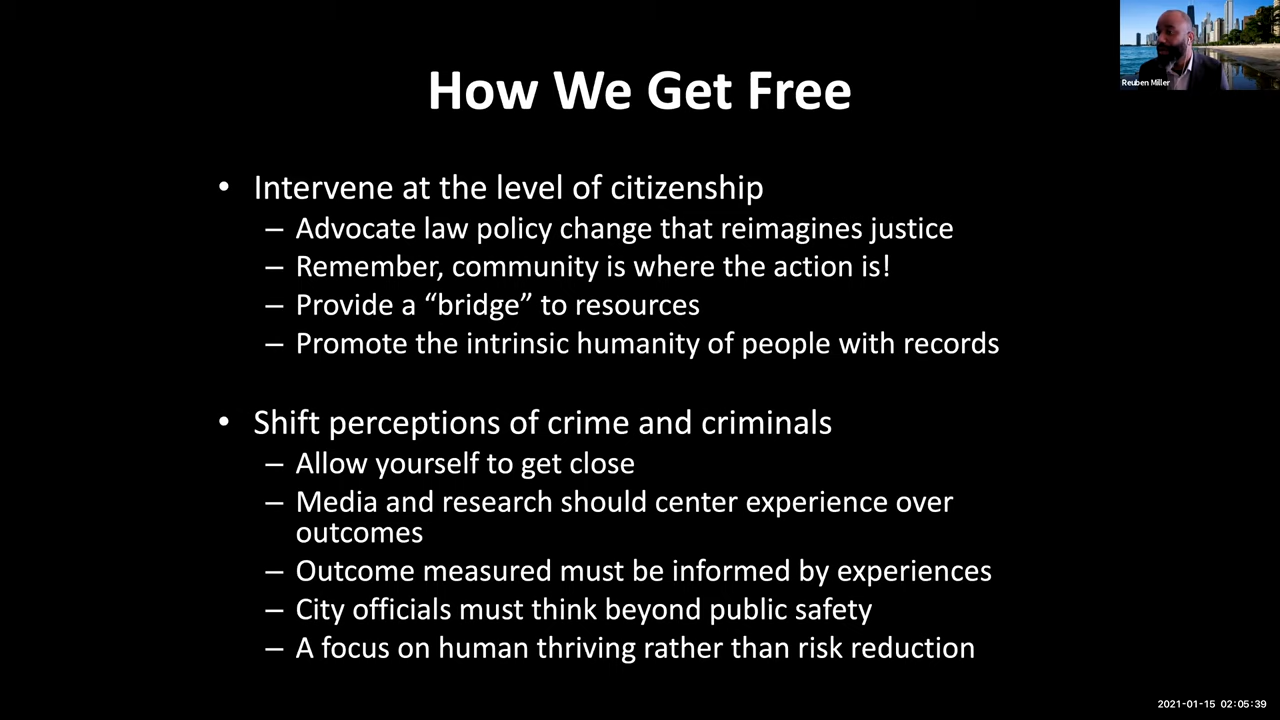 Reuben Miller
How We Get Free
• Intervene at the level of citizenship
– Advocate law policy change that reimagines justice
– Remember, community is where the action is!
– Provide a “bridge” to resources
– Promote the intrinsic humanity of people with records
• Shift perceptions of crime and criminals
– Allow yourself to get close
– Media and research should center experience over
outcomes
– Outcome measured must be informed by experiences
– City officials must think beyond public safety
– A focus on human thriving rather than risk reduction
2021-01-15 02:05:39